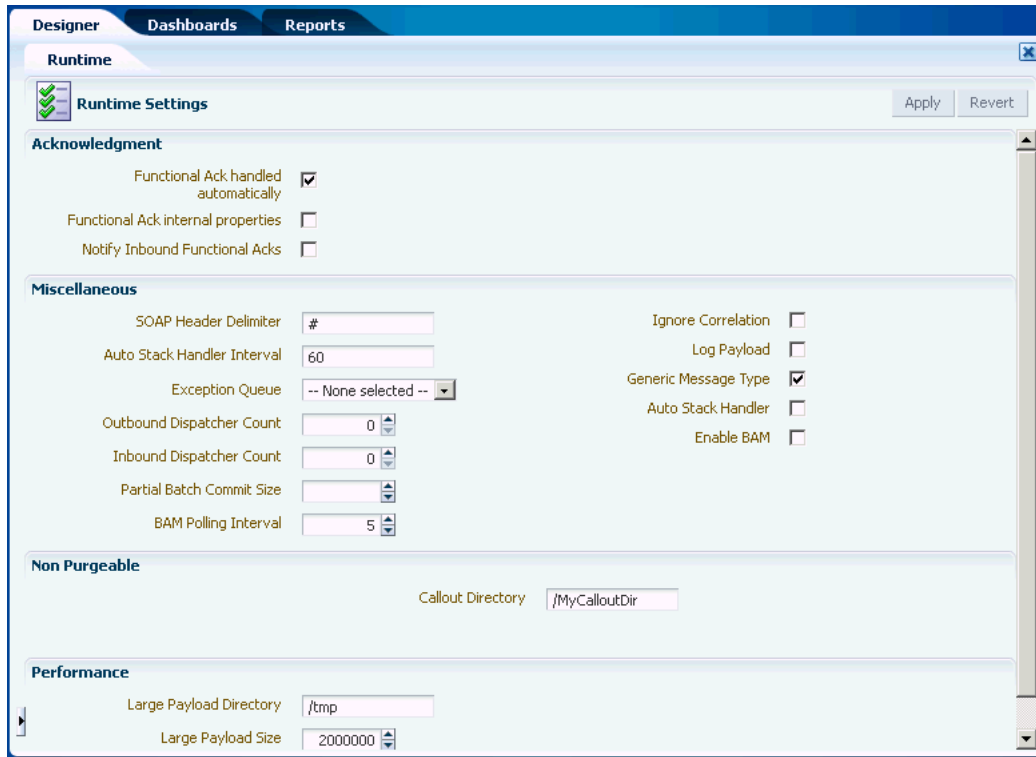 Designer Dashboards Reports
Runtime
Runtime Settings Apply Revert
Acknowledgment
Functional Ack handled
automatically
Functional Ack internal properties
Notify Inbound Functional Acks
Miscellaneous
SOAP Header Delimiter #
Auto Stack Handler Interval 60
Exception Queue -- None selected --
Outbound Dispatcher Count 0
Inbound Dispatcher Count 0
Partial Batch Commit Size
BAM Polling Interval 5
Ignore Correlation
Log Payload
Generic Message Type
Auto Stack Handler
Enable BAM
Non Purgeable
Callout Directory /MyCalloutDir
Performance
Large Payload Directory /tmp
Large Payload Size 2000000